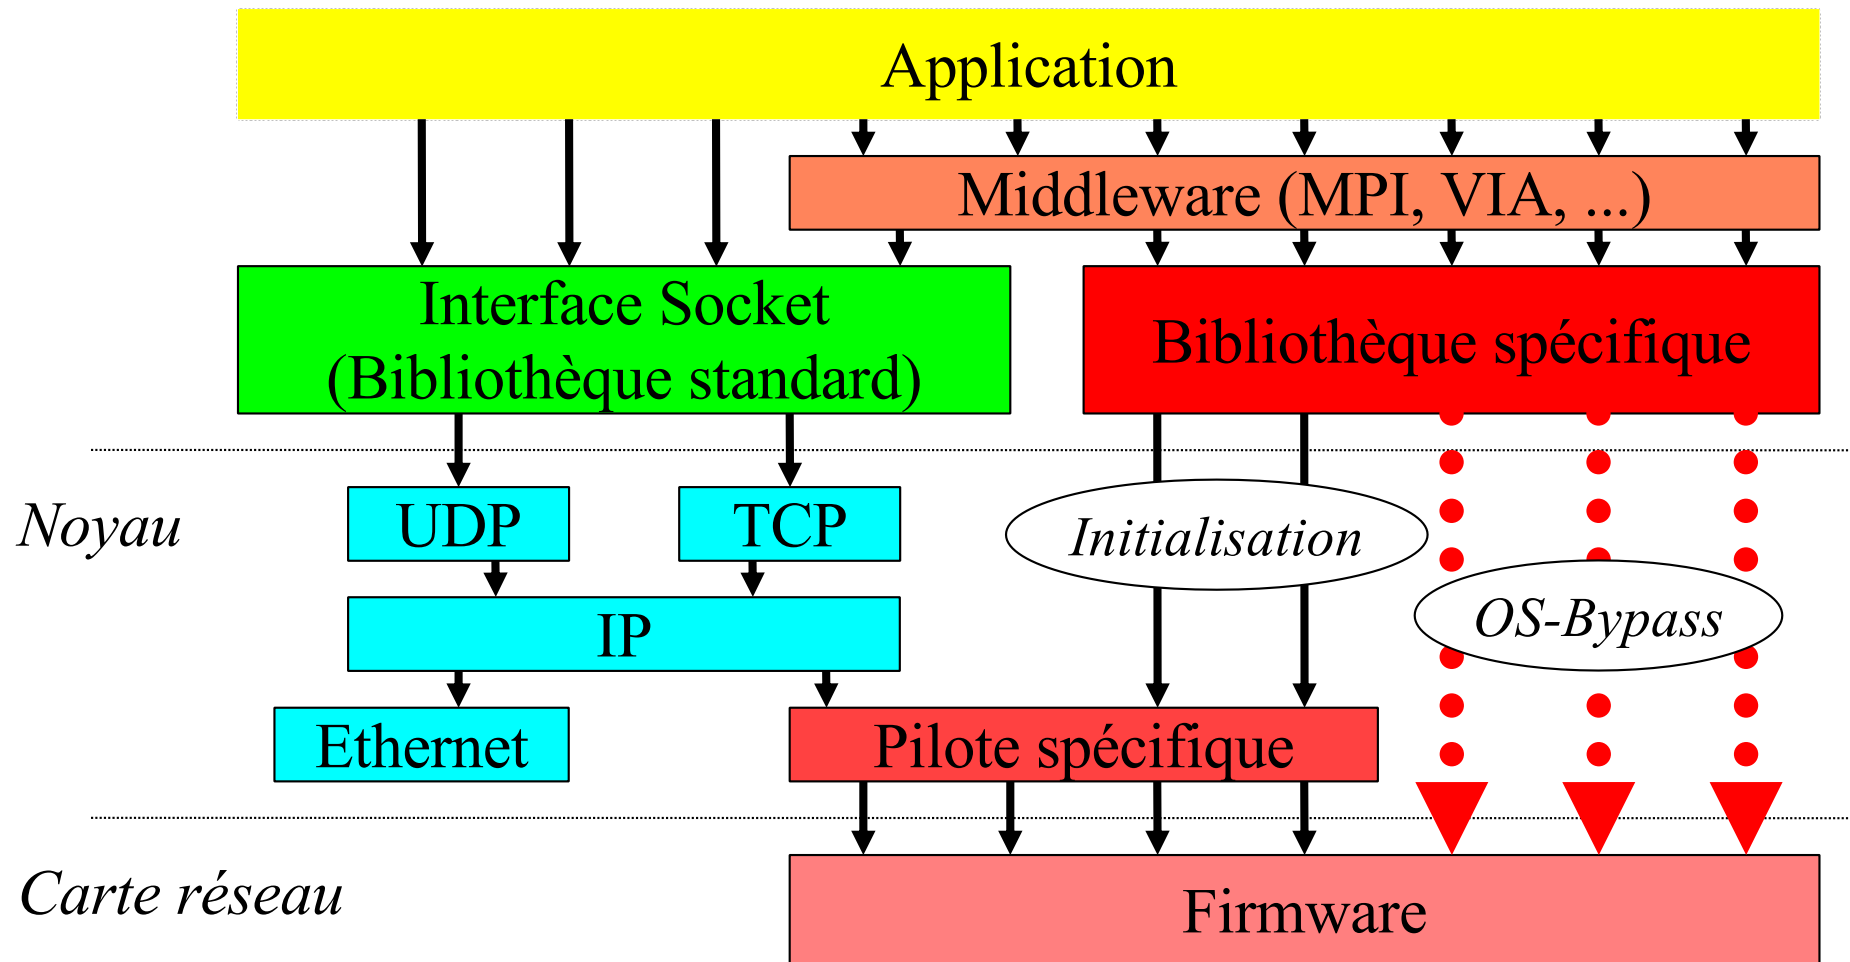 Application
Middleware (MPI, VIA, ...)
Interface Socket
(Bibliothèque standard)
Bibliothèque spécifique
Noyau
UDP
TCP
Initialisation
OS-Bypass
IP
Ethernet
Pilote spécifique
Carte réseau
Firmware